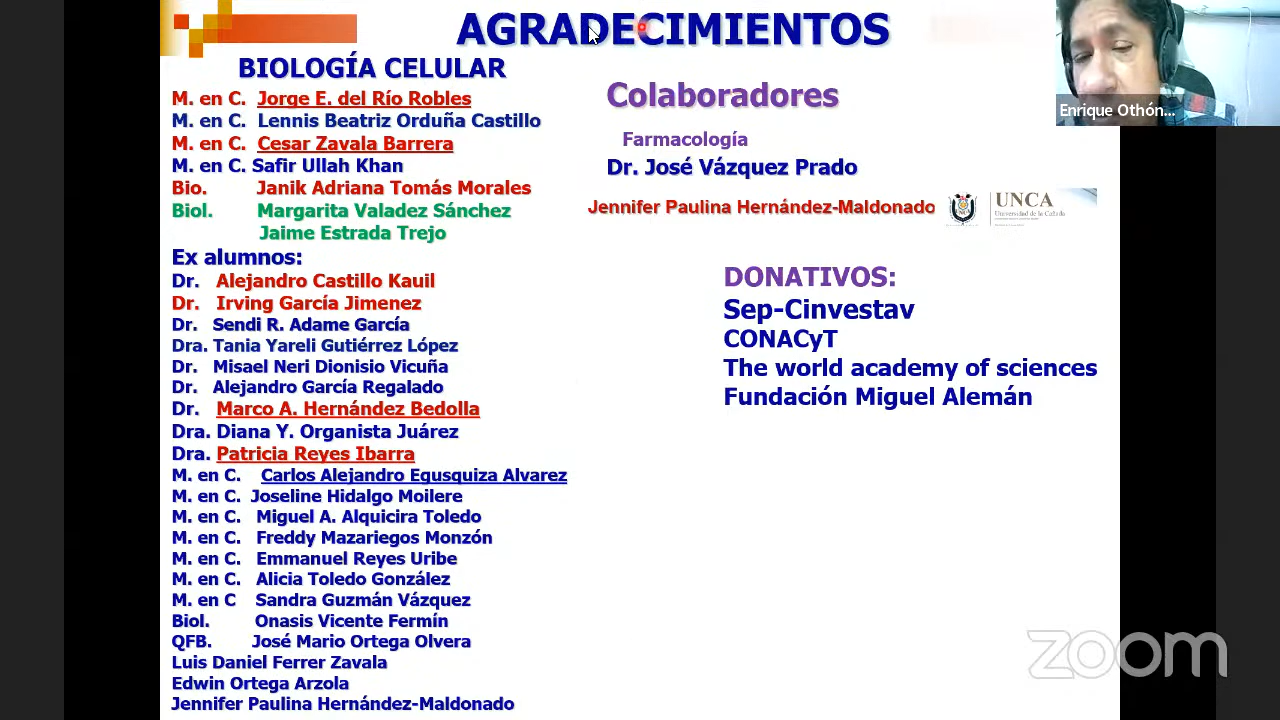 AGRADECIMIENTOS
BIOLOGÍA CELULAR
M. en C. Jorge E. del Río Robles
M. en C. Lennis Beatriz Orduña Castillo
M. en C. Cesar Zavala Barrera
M. en C. Safir Ullah Khan
Bio. Janik Adriana Tomás Morales
Biol. Margarita Valadez Sánchez
Jaime Estrada Trejo
Ex alumnos:
Dr. Alejandro Castillo Kauil
Dr. Irving García Jimenez
Dr. Sendi R. Adame García
Dra. Tania Yareli Gutiérrez López
Dr. Misael Neri Dionisio Vicuña
Dr. Alejandro García Regalado
Dr. Marco A. Hernández Bedolla
Dra. Diana Y. Organista Juárez
Dra. Patricia Reyes Ibarra
M. en C. Carlos Alejandro Egusquiza Alvarez
M. en C. Joseline Hidalgo Moilere
M. en C. Miguel A. Alquicira Toledo
M. en C. Freddy Mazariegos Monzón
M. en C. Emmanuel Reyes Uribe
M. en C. Alicia Toledo González
M. en C Sandra Guzmán Vázquez
Biol. Onasis Vicente Fermín
QFB. José Mario Ortega Olvera
Luis Daniel Ferrer Zavala
Edwin Ortega Arzola
Jennifer Paulina Hernández-Maldonado
Colaboradores
Farmacología
Dr. José Vázquez Prado
Jennifer Paulina Hernández-Maldonado
UNCA
Universidad de la Cañada
DONATIVOS:
Sep-Cinvestav
CONACyT
The world academy of sciences
Fundación Miguel Alemán
Enrique Othón...
zoom